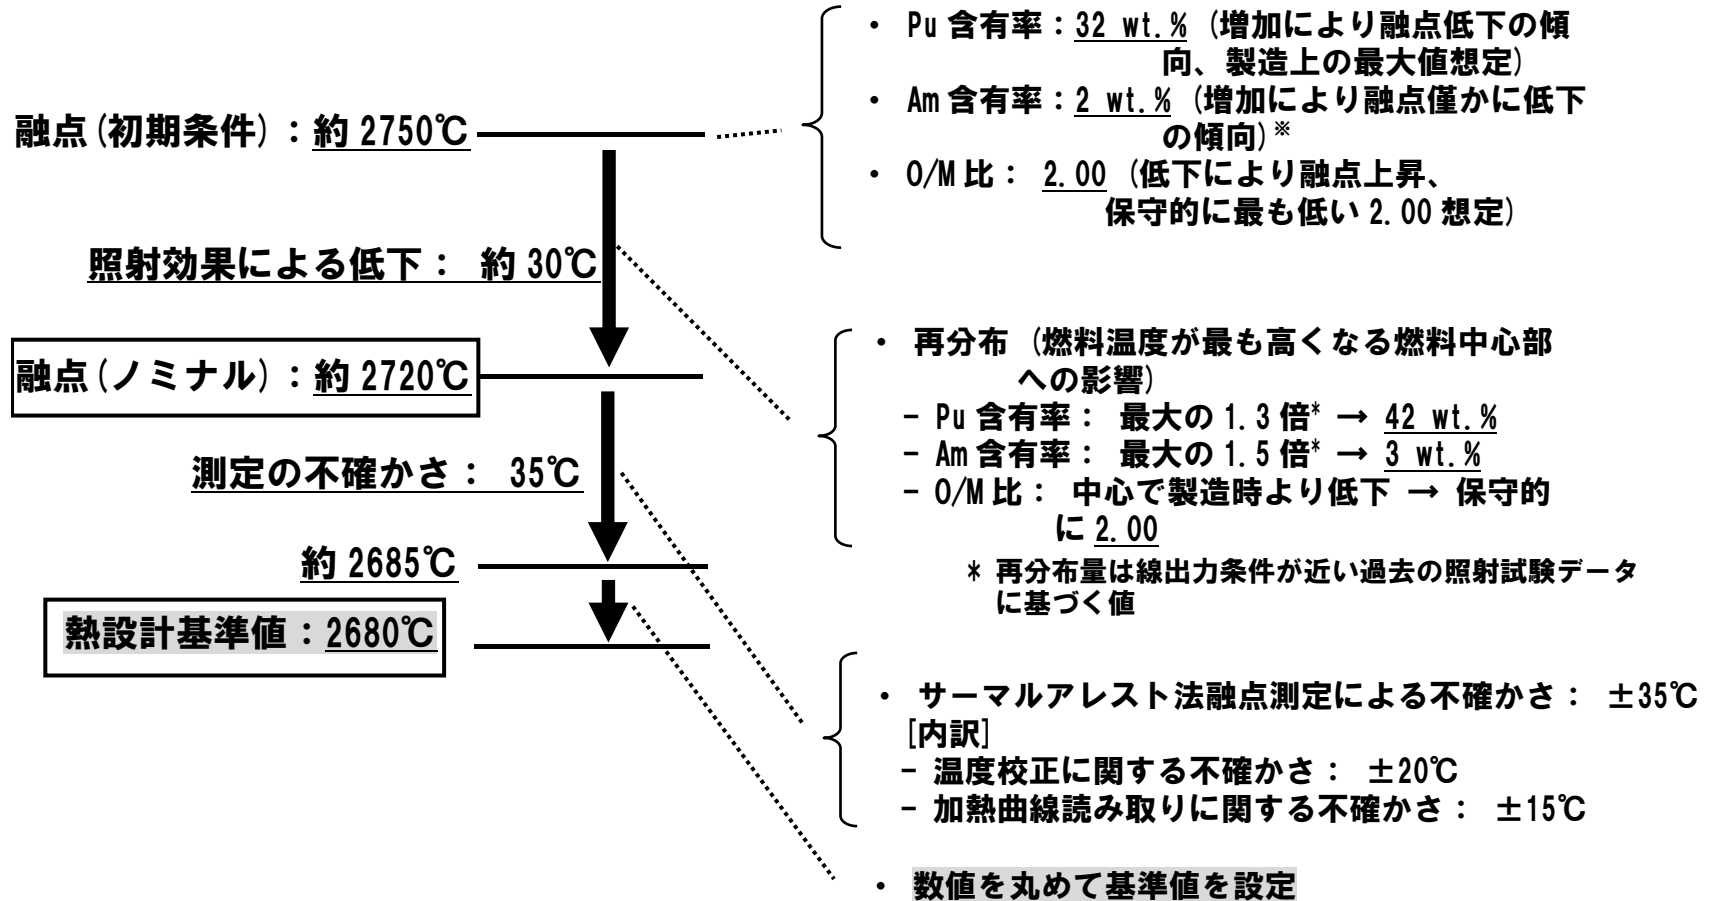 融点(初期条件)：約 2750℃
照射効果による低下： 約 30℃
融点(ノミナル)：約 2720℃
測定の不確かさ： 35℃
約 2685℃
熱設計基準値：2680℃
・ Pu 含有率：32 wt.% (増加により融点低下の傾
向、製造上の最大値想定)
・ Am 含有率：2 wt.% (増加により融点僅かに低下
の傾向)※
・ O/M 比： 2.00 (低下により融点上昇、
保守的に最も低い 2.00 想定)
・ 再分布 (燃料温度が最も高くなる燃料中心部
への影響)
- Pu 含有率： 最大の 1.3 倍* → 42 wt.%
- Am 含有率： 最大の 1.5 倍* → 3 wt.%
- O/M 比： 中心で製造時より低下 → 保守的
に 2.00
* 再分布量は線出力条件が近い過去の照射試験データ
に基づく値
・ サーマルアレスト法融点測定による不確かさ： ±35℃
[内訳]
- 温度校正に関する不確かさ： ±20℃
- 加熱曲線読み取りに関する不確かさ： ±15℃
・ 数値を丸めて基準値を設定